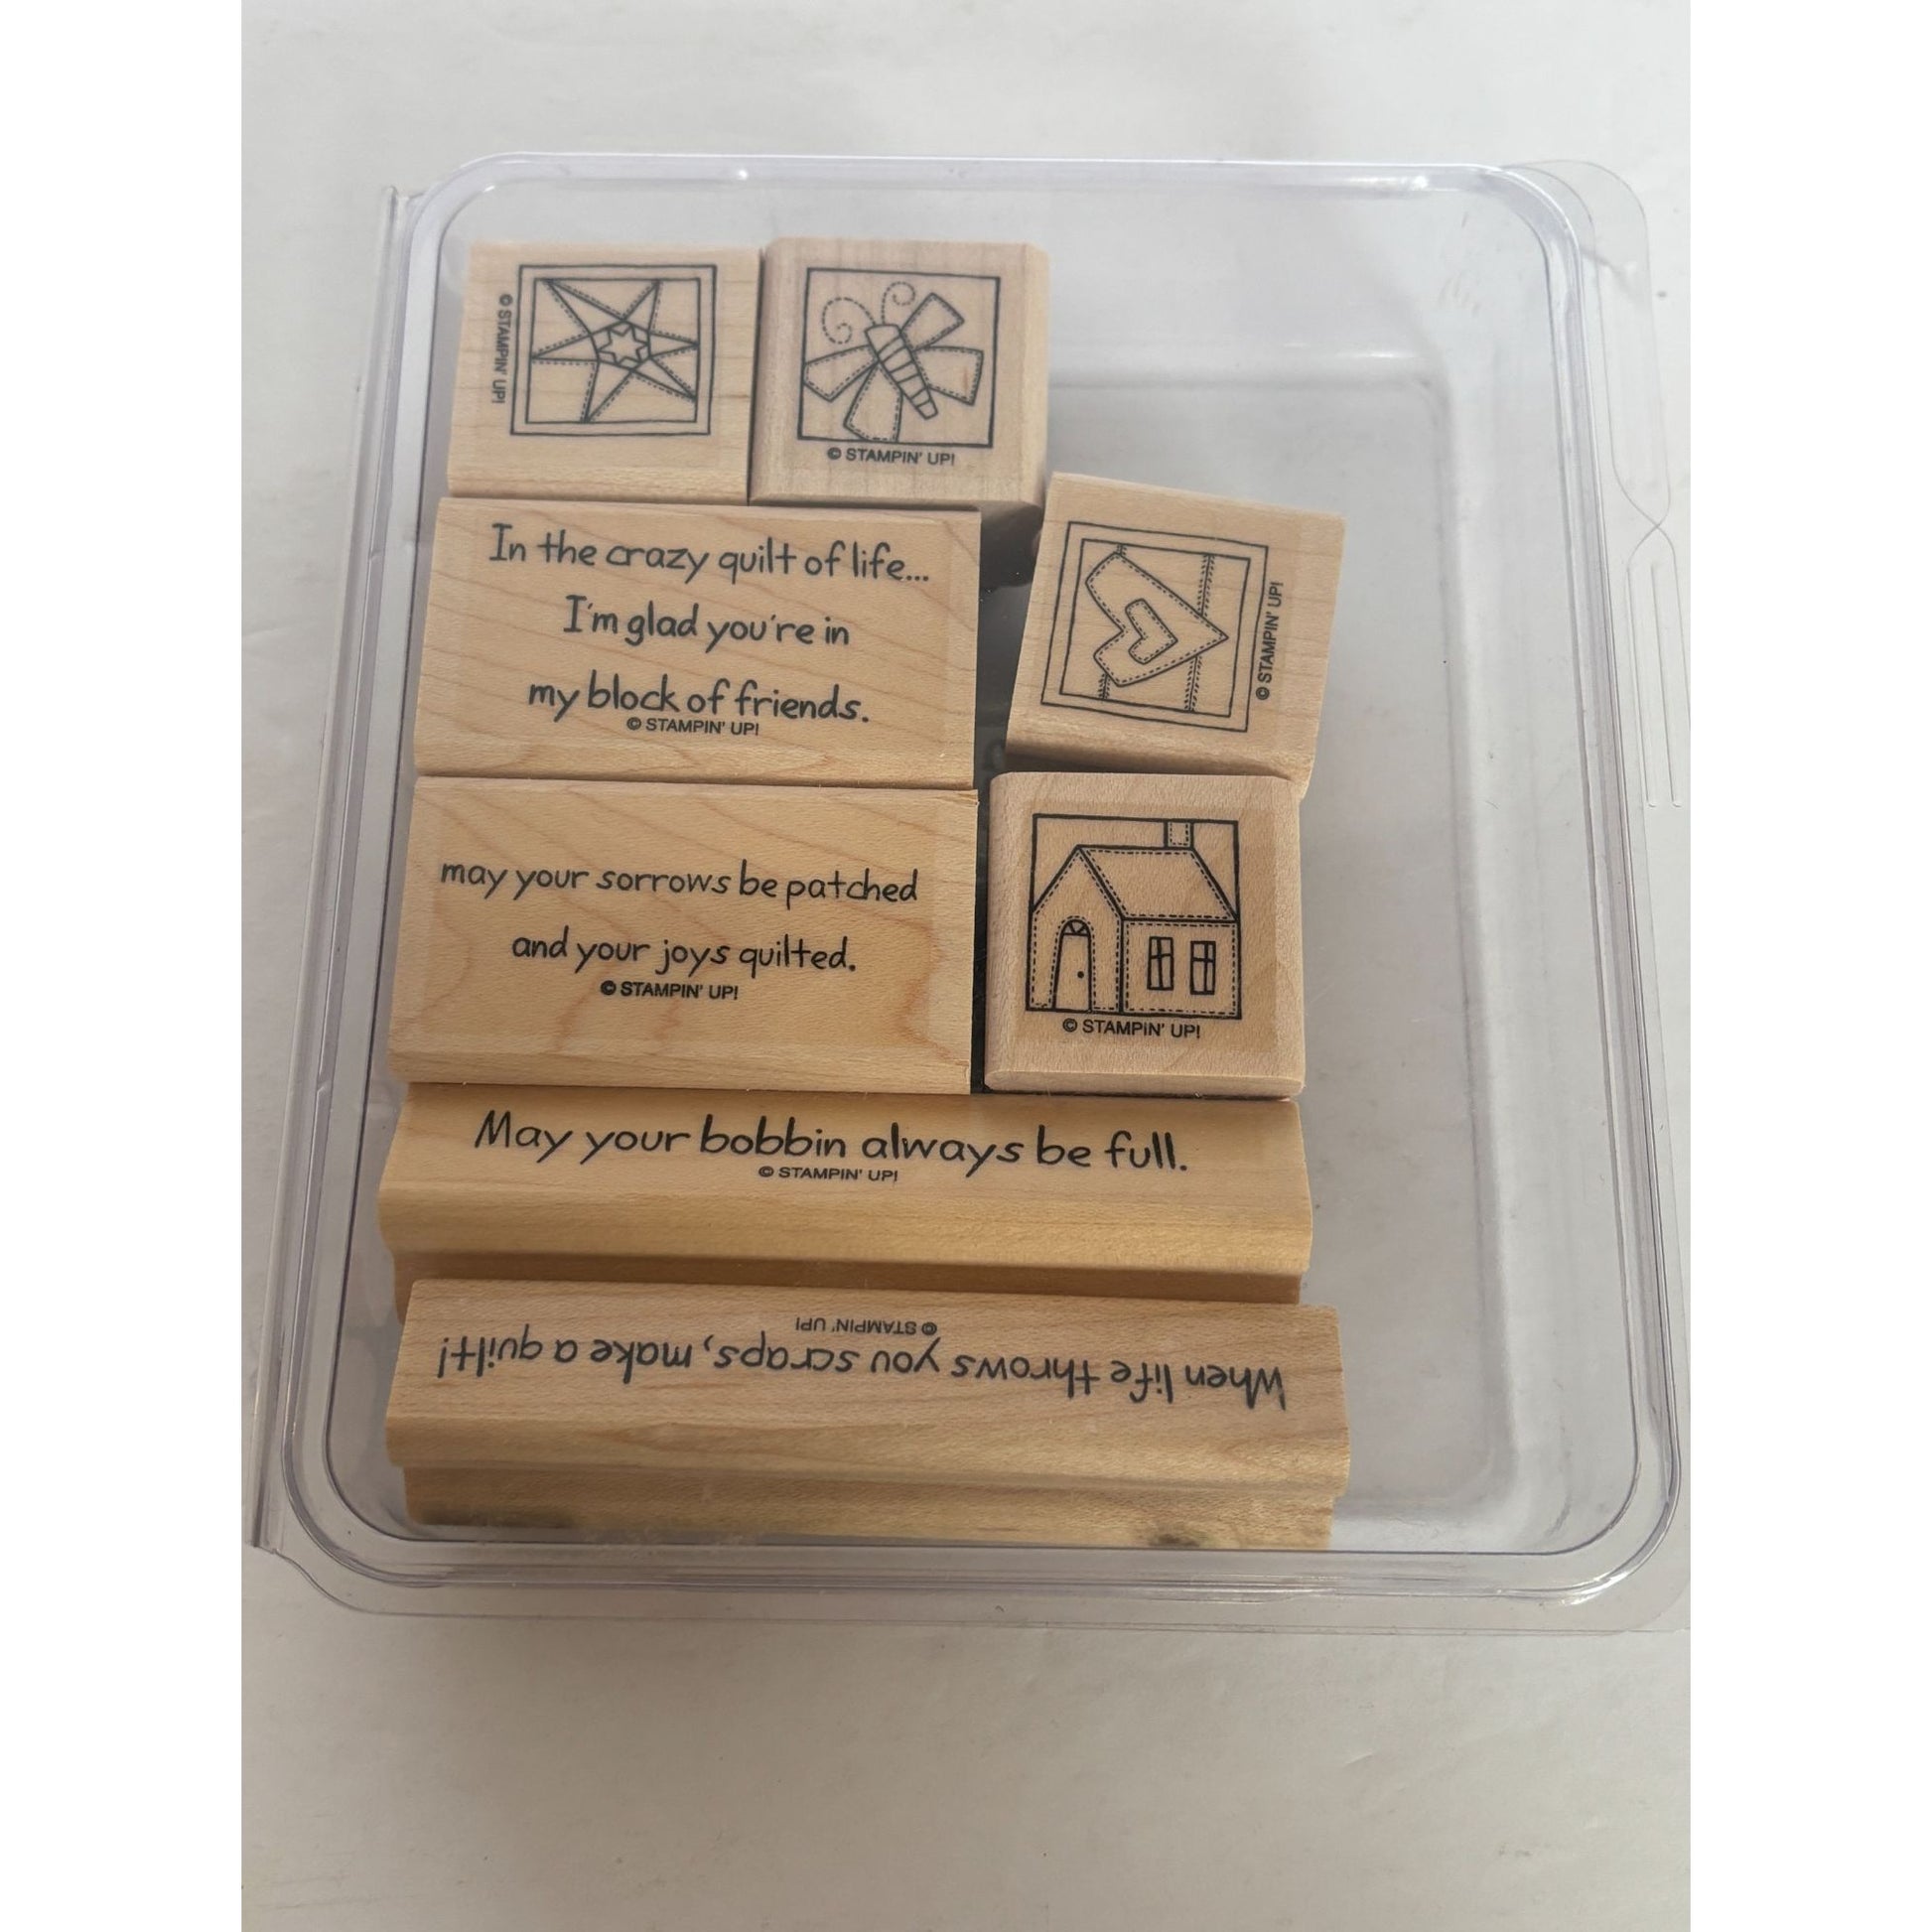 © STAMPIN' UP!
© STAMPIN' UP!
In the crazy quilt of life...
I'm glad you're in
my block of friends.
© STAMPIN' UP!
© STAMPIN' UP!
may your sorrows be patched
and your joys quilted.
© STAMPIN' UP!
© STAMPIN' UP!
May your bobbin always be full.
© STAMPIN' UP!
When life throws you scraps, make a quilt!
© STAMPIN' UP!